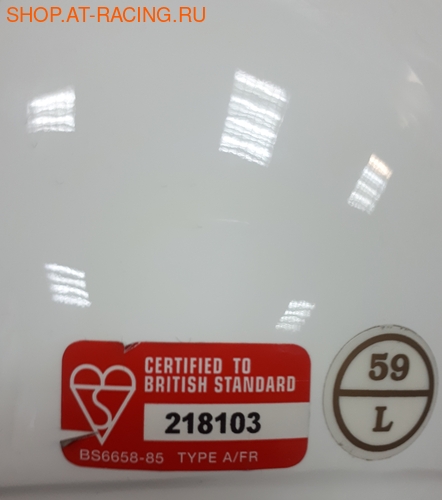 SHOP.AT-RACING.RU
CERTIFIED TO
BRITISH STANDARD
218103
BS6658-85 TYPE A/FR
59
L